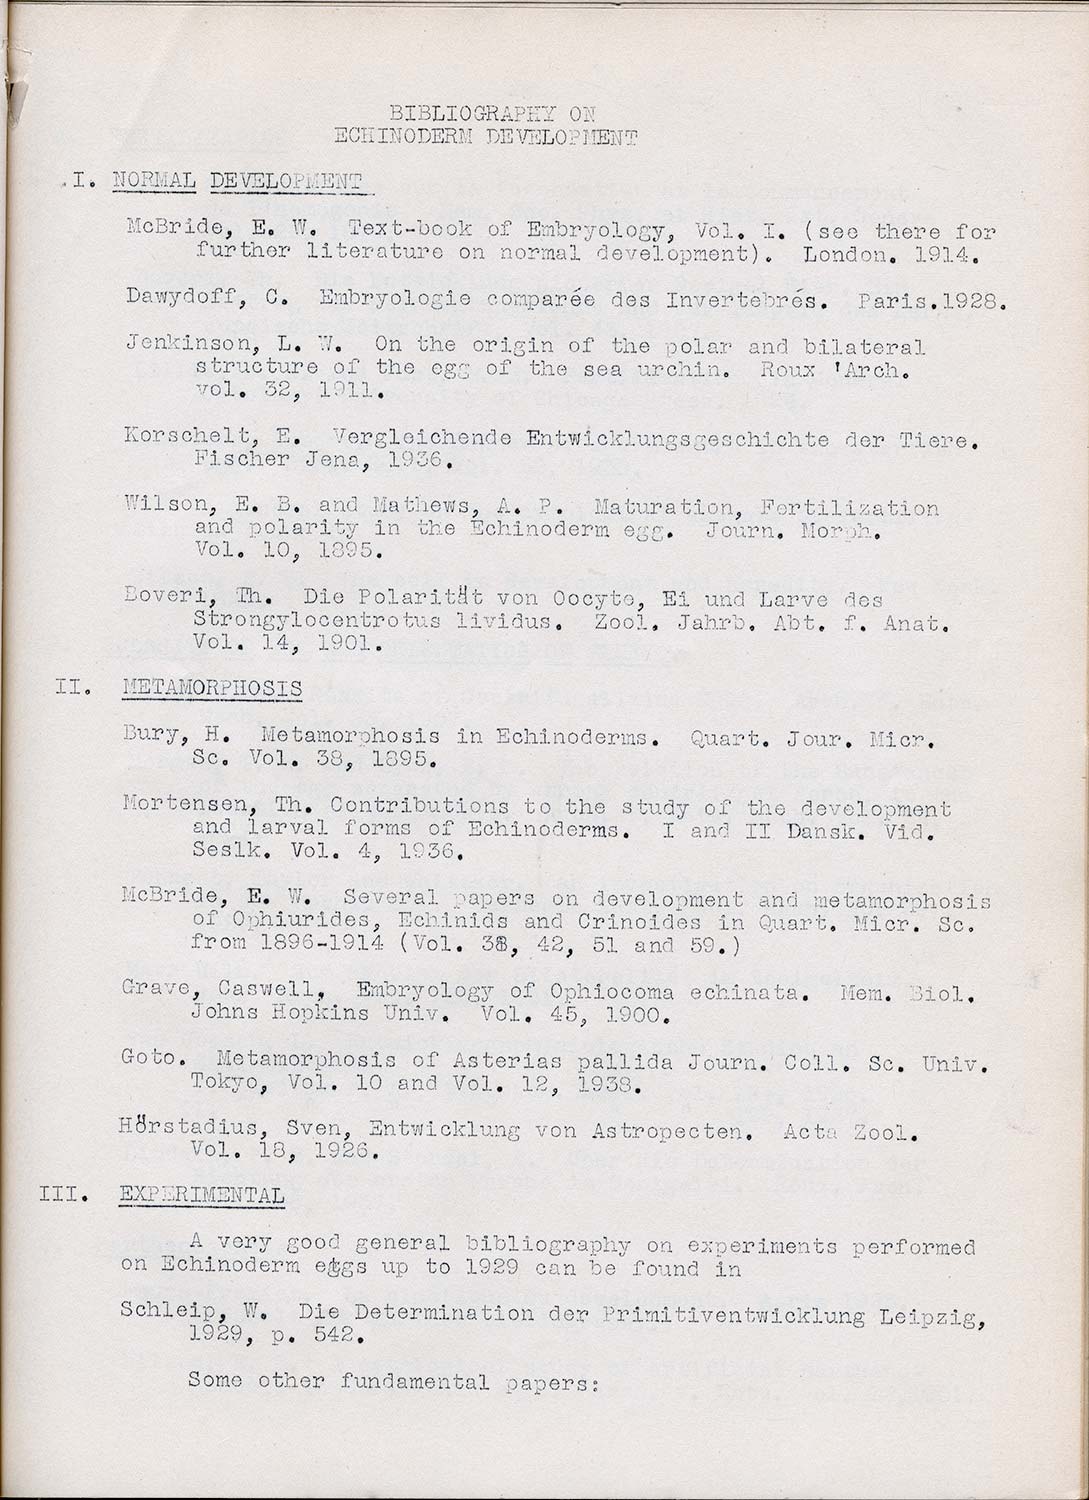 BIBLIOGRAPHY ON
ECHINODERM DEVELOPMENT
I. NORMAL DEVELOPMENT
McBride, E. W. Text-book of Embryology, Vol. I. (see there for
further literature on normal development). London. 1914.
Dawydoff, C. Embryologie comparée des Invertebrés. Paris.1928.
Jenkinson, L. W. On the origin of the polar and bilateral
structure of the egg of the sea urchin. Roux 'Arch.
vol. 32, 1911.
Korschelt, E. Vergleichende Entwicklungsgeschichte der Tiere.
Fischer Jena, 1936.
Wilson, E. B. and Mathews, A. P. Maturation, Fertilization
and polarity in the Echinoderm egg. Journ. Morph.
Vol. 10, 1895.
Boveri, Th. Die Polarität von Oocyte, Ei und Larve des
Strongylocentrotus lividus. Zool. Jahrb. Abt. f. Anat.
Vol. 14, 1901.
II. METAMORPHOSIS
Bury, H. Metamorphosis in Echinoderms. Quart. Jour. Micr.
Sc. Vol. 38, 1895.
Mortensen, Th. Contributions to the study of the development
and larval forms of Echinoderms. I and II Dansk. Vid.
Seslk. Vol. 4, 1936.
McBride, E. W. Several papers on development and metamorphosis
of Ophiurides, Echinids and Crinoides in Quart. Micr. Sc.
from 1896-1914 (Vol. 38, 42, 51 and 59.)
Grave, Caswell, Embryology of Ophiocoma echinata. Mem. Biol.
Johns Hopkins Univ. Vol. 45, 1900.
Goto. Metamorphosis of Asterias pallida Journ. Coll. Sc. Univ.
Tokyo, Vol. 10 and Vol. 12, 1938.
Hörstadius, Sven, Entwicklung von Astropecten. Acta Zool.
Vol. 18, 1926.
III. EXPERIMENTAL
A very good general bibliography on experiments performed
on Echinoderm eggs up to 1929 can be found in
Schleip, W. Die Determination der Primitiventwicklung Leipzig,
1929, p. 542.
Some other fundamental papers: